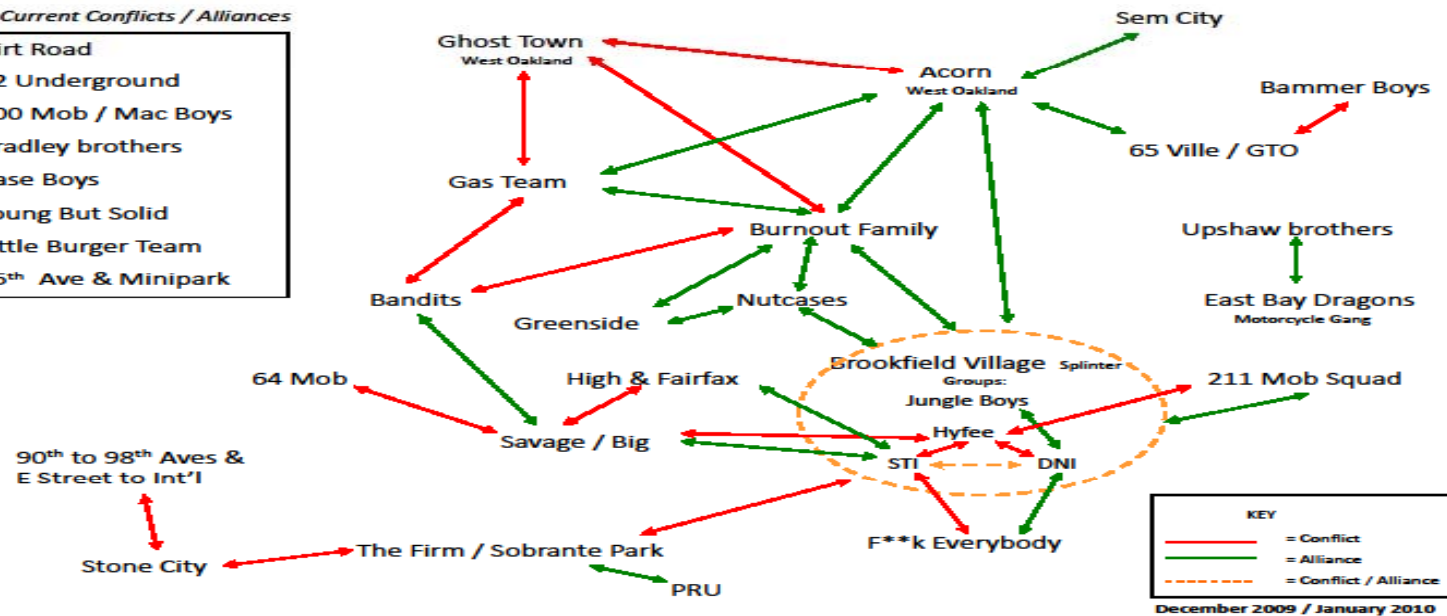 Current Conflicts / Alliances
irt Road
2 Underground
00 Mob / Mac Boys
radley brothers
ase Boys
oung But Solid
ttle Burger Team
5th Ave & Minipark
Ghost Town
West Oakland
Sem City
Acorn
West Oakland
Bammer Boys
65 Ville / GTO
Gas Team
Burnout Family
Upshaw brothers
Bandits
Nutcases
East Bay Dragons
Motorcycle Gang
Greenside
Brookfield Village Splinter
Groups:
Jungle Boys
64 Mob
High & Fairfax
211 Mob Squad
Hyfee
Savage / Big
STI
DNI
90th to 98th Aves &
E Street to Int'l
F**k Everybody
The Firm / Sobrante Park
Stone City
PRU
KEY
= Conflict
= Alliance
= Conflict / Alliance
December 2009 / January 2010